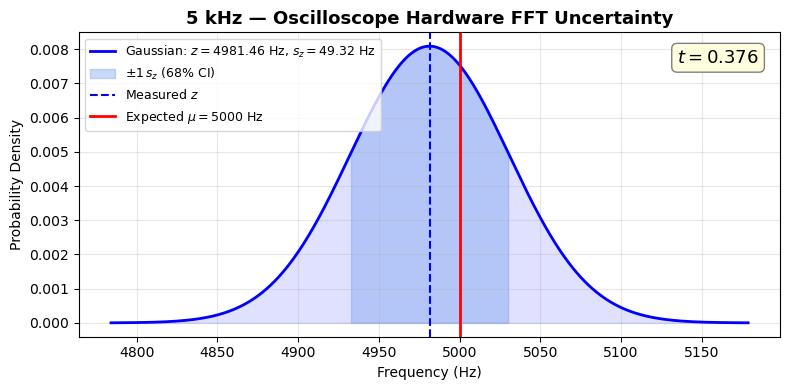 5 kHz — Oscilloscope Hardware FFT Uncertainty
Gaussian: z = 4981.46 Hz, s_z = 49.32 Hz
±1 s_z (68% CI)
Measured z
Expected μ = 5000 Hz
t = 0.376
Probability Density
0.008
0.007
0.006
0.005
0.004
0.003
0.002
0.001
0.000
4800 4850 4900 4950 5000 5050 5100 5150
Frequency (Hz)